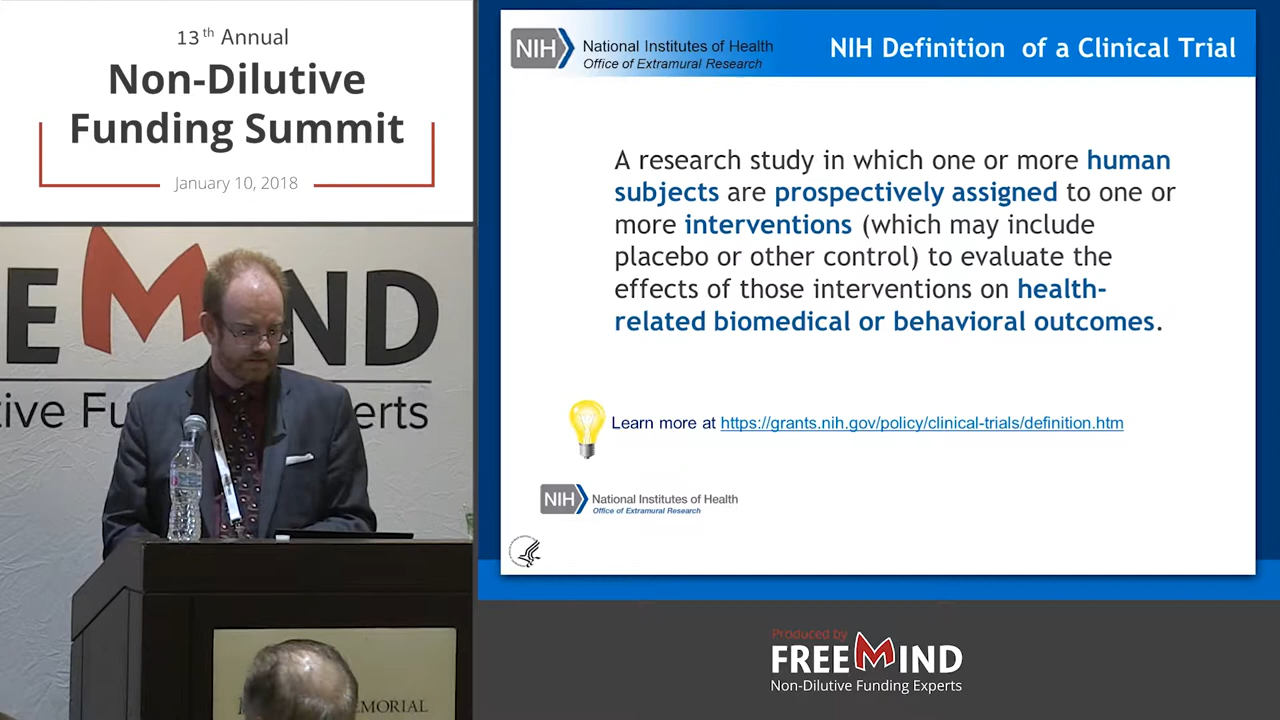 13th Annual
Non-Dilutive
Funding Summit
January 10, 2018
E MIND
tive Fu erts
EMORIAL
NIH National Institutes of Health
Office of Extramural Research
NIH Definition of a Clinical Trial
A research study in which one or more human
subjects are prospectively assigned to one or
more interventions (which may include
placebo or other control) to evaluate the
effects of those interventions on health-
related biomedical or behavioral outcomes.
Learn more at https://grants.nih.gov/policy/clinical-trials/definition.htm
NIH National Institutes of Health
Office of Extramural Research
Produced by
FREEMIND
Non-Dilutive Funding Experts